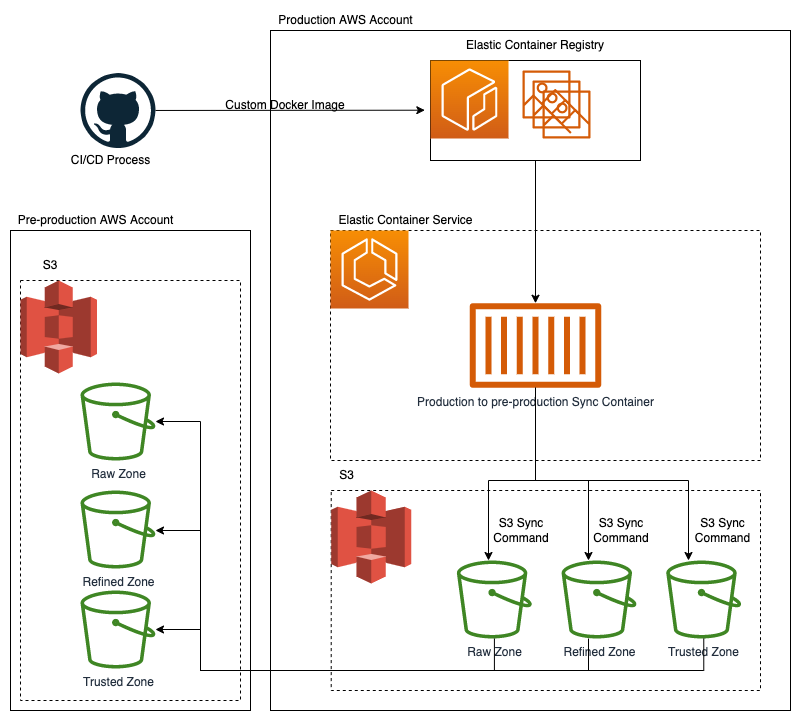 Production AWS Account
Elastic Container Registry
Custom Docker Image
CI/CD Process
Pre-production AWS Account
Elastic Container Service
S3
Production to pre-production Sync Container
Raw Zone
Refined Zone
Trusted Zone
S3
S3 Sync
Command
S3 Sync
Command
S3 Sync
Command
Raw Zone
Refined Zone
Trusted Zone